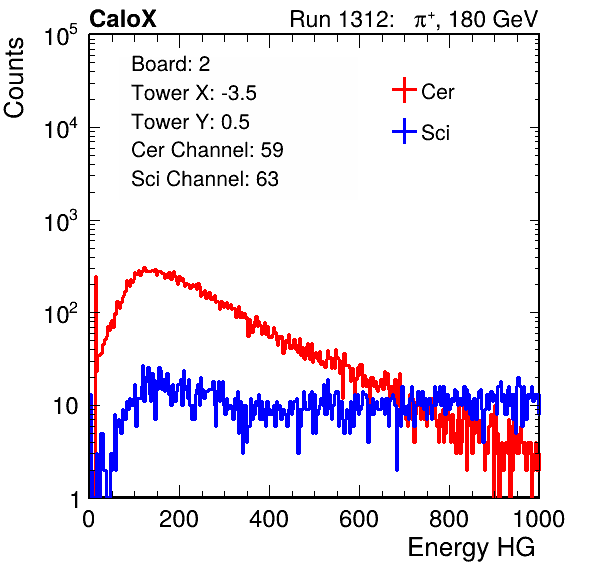 CaloX Run 1312: π⁺, 180 GeV
Counts
10⁵
10⁴
10³
10²
10
1
Board: 2
Tower X: -3.5
Tower Y: 0.5
Cer Channel: 59
Sci Channel: 63
Cer
Sci
0 200 400 600 800 1000
Energy HG